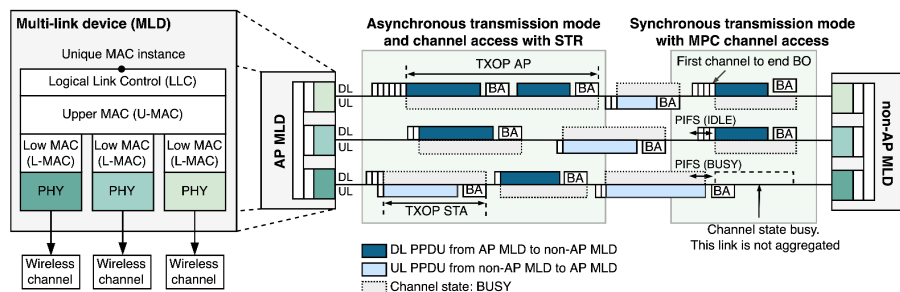 Multi-link device (MLD)
Unique MAC instance
Logical Link Control (LLC)
Upper MAC (U-MAC)
Low MAC (L-MAC)
Low MAC (L-MAC)
Low MAC (L-MAC)
PHY
PHY
PHY
Wireless channel
Wireless channel
Wireless channel
AP MLD
DL
UL
DL
UL
DL
UL
Asynchronous transmission mode
and channel access with STR
TXOP AP
BA
BA
BA
BA
BA
BA
BA
BA
TXOP STA
Synchronous transmission mode
with MPC channel access
First channel to end BO
BA
PIFS (IDLE)
BA
PIFS (BUSY)
BA
Channel state busy.
This link is not aggregated
non-AP MLD
DL PPDU from AP MLD to non-AP MLD
UL PPDU from non-AP MLD to AP MLD
Channel state: BUSY